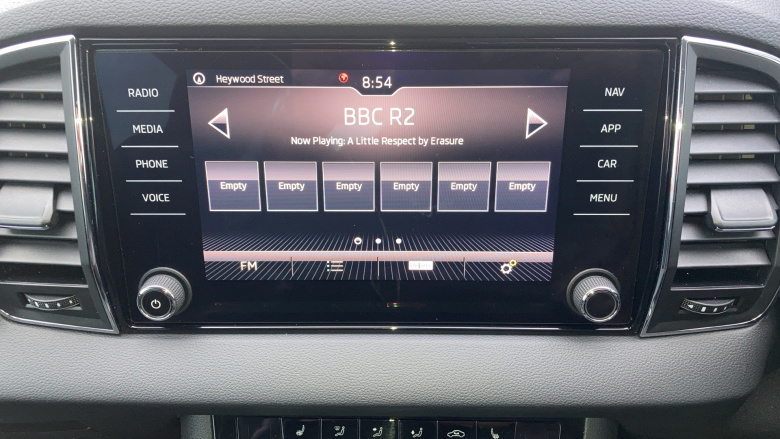 Heywood Street 8:54
RADIO
MEDIA
PHONE
VOICE
BBC R2
Now Playing: A Little Respect by Erasure
Empty Empty Empty Empty Empty Empty
FM
NAV
APP
CAR
MENU